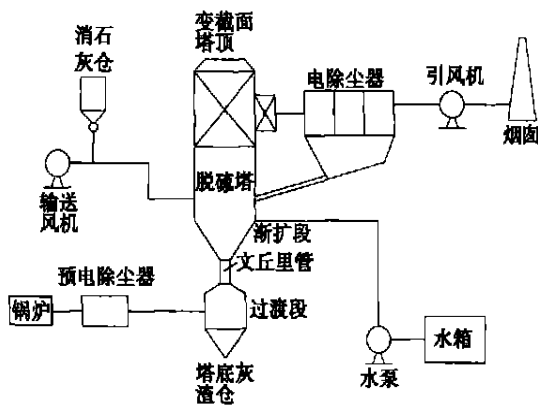 消石
灰仓
变截面
塔顶
电除尘器
引风机
烟囱
脱硫塔
输送
风机
渐扩段
文丘里管
预电除尘器
锅炉
过渡段
水箱
水泵
塔底灰
渣仓